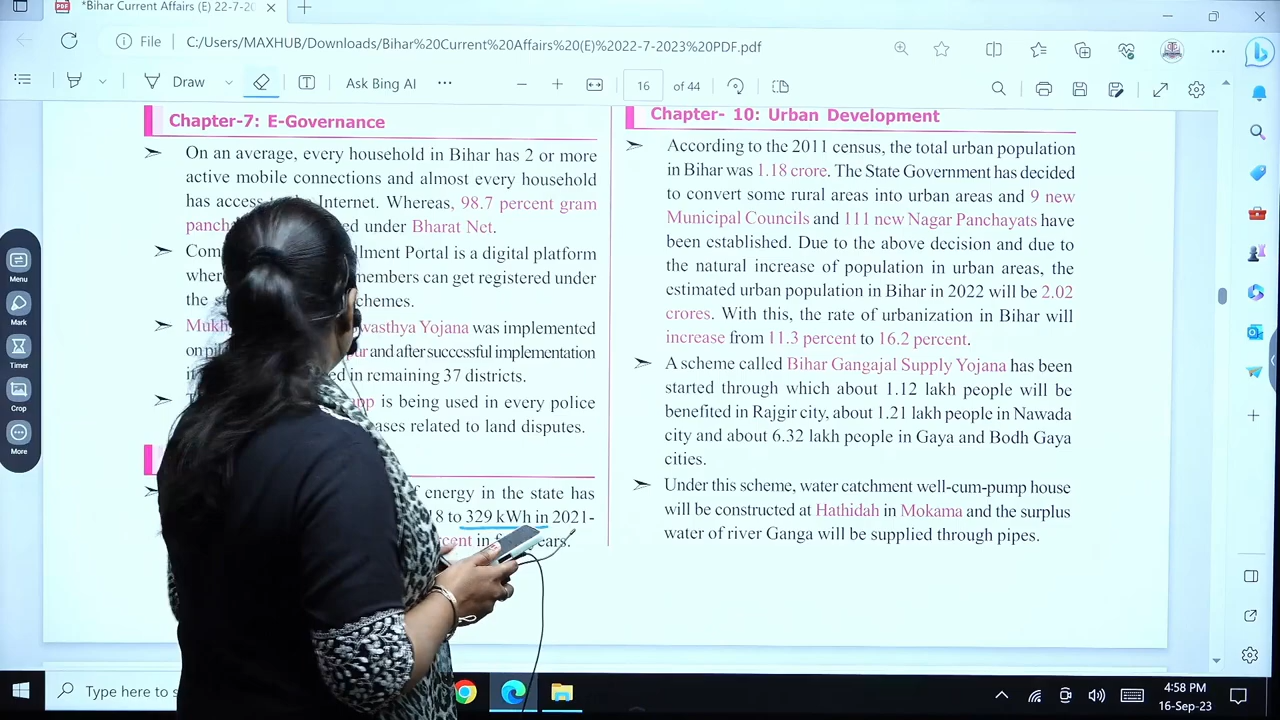 *Bihar Current Affairs (E) 22-7-20
File C:/Users/MAXHUB/Downloads/Bihar%20Current%20Affairs%20(E)%2022-7-2023%20PDF.pdf
Draw Ask Bing AI 16 of 44
Menu
Mark
Timer
Crop
More
Chapter-7: E-Governance
➢ On an average, every household in Bihar has 2 or more
active mobile connections and almost every household
has access Internet. Whereas, 98.7 percent gram
under Bharat Net.
➢ Portal is a digital platform
members can get registered under
the
➢ Yojana was implemented
on and after successful implementation
in remaining 37 districts.
➢ is being used in every police
related to land disputes.
energy in the state has
to 329 kWh in 2021-
in
Chapter- 10: Urban Development
➢ According to the 2011 census, the total urban population
in Bihar was 1.18 crore. The State Government has decided
to convert some rural areas into urban areas and 9 new
Municipal Councils and 111 new Nagar Panchayats have
been established. Due to the above decision and due to
the natural increase of population in urban areas, the
estimated urban population in Bihar in 2022 will be 2.02
crores. With this, the rate of urbanization in Bihar will
increase from 11.3 percent to 16.2 percent.
➢ A scheme called Bihar Gangajal Supply Yojana has been
started through which about 1.12 lakh people will be
benefited in Rajgir city, about 1.21 lakh people in Nawada
city and about 6.32 lakh people in Gaya and Bodh Gaya
cities.
➢ Under this scheme, water catchment well-cum-pump house
will be constructed at Hathidah in Mokama and the surplus
water of river Ganga will be supplied through pipes.
Type here to
4:58 PM
16-Sep-23